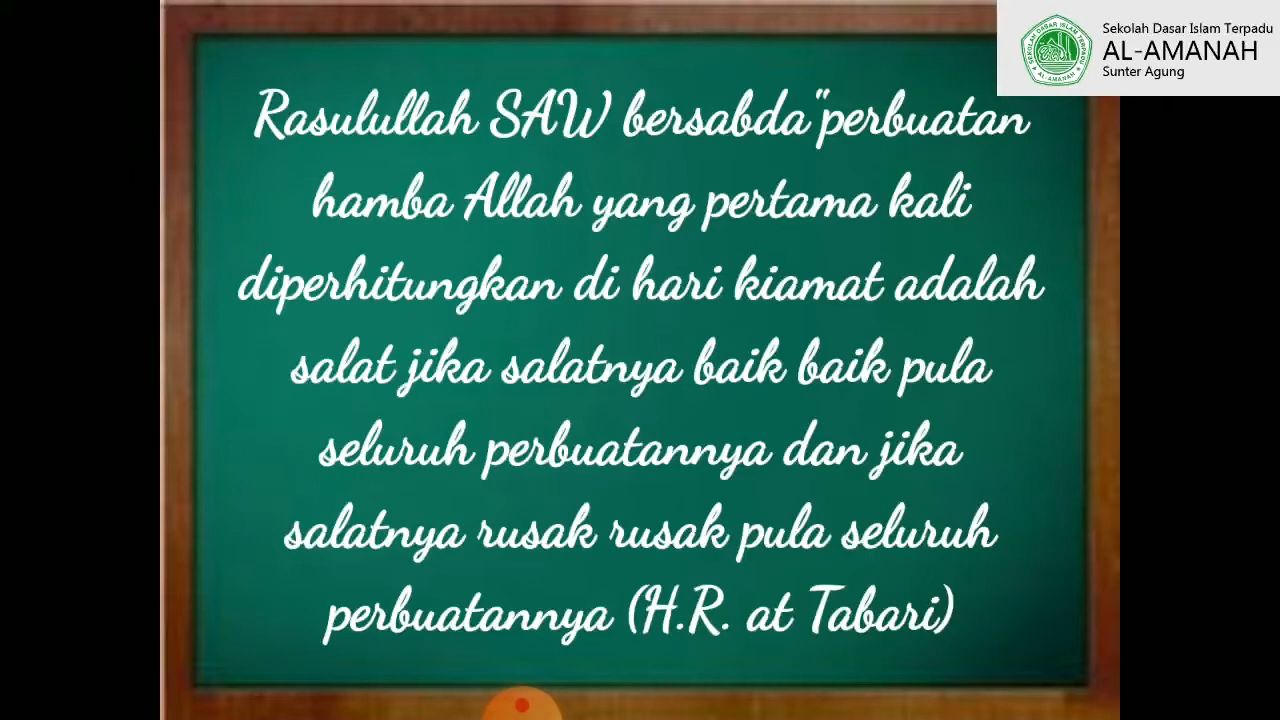 Sekolah Dasar Islam Terpadu
AL-AMANAH
Sunter Agung
Rasulullah SAW bersabda"perbuatan
hamba Allah yang pertama kali
diperhitungkan di hari kiamat adalah
salat jika salatnya baik baik pula
seluruh perbuatannya dan jika
salatnya rusak rusak pula seluruh
perbuatannya (H.R. at Tabari)